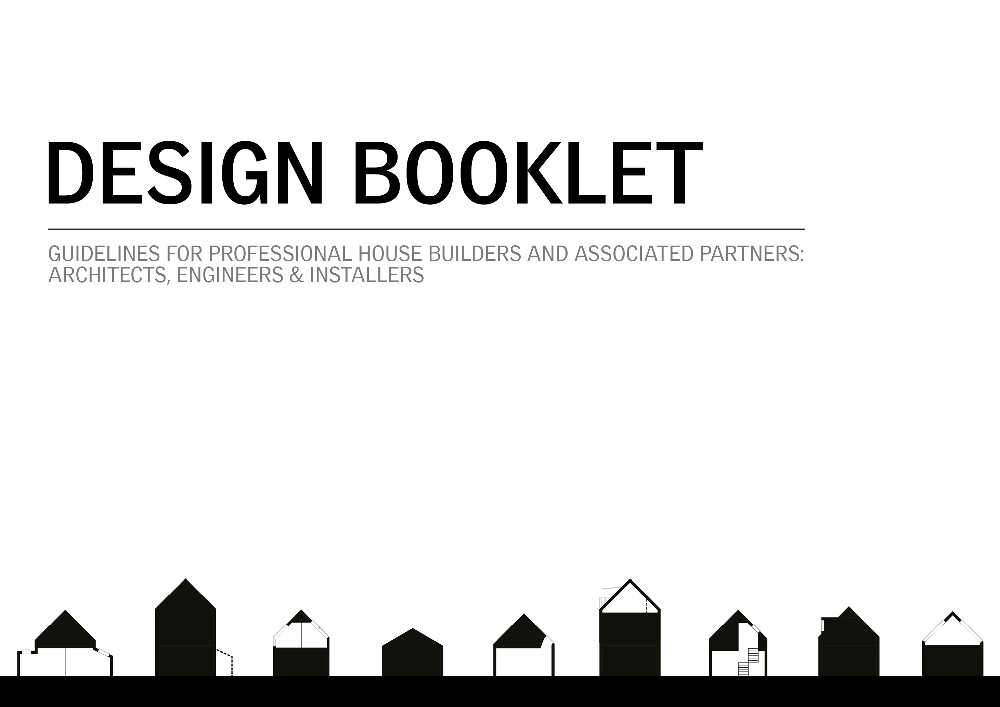 DESIGN BOOKLET
GUIDELINES FOR PROFESSIONAL HOUSE BUILDERS AND ASSOCIATED PARTNERS:
ARCHITECTS, ENGINEERS & INSTALLERS